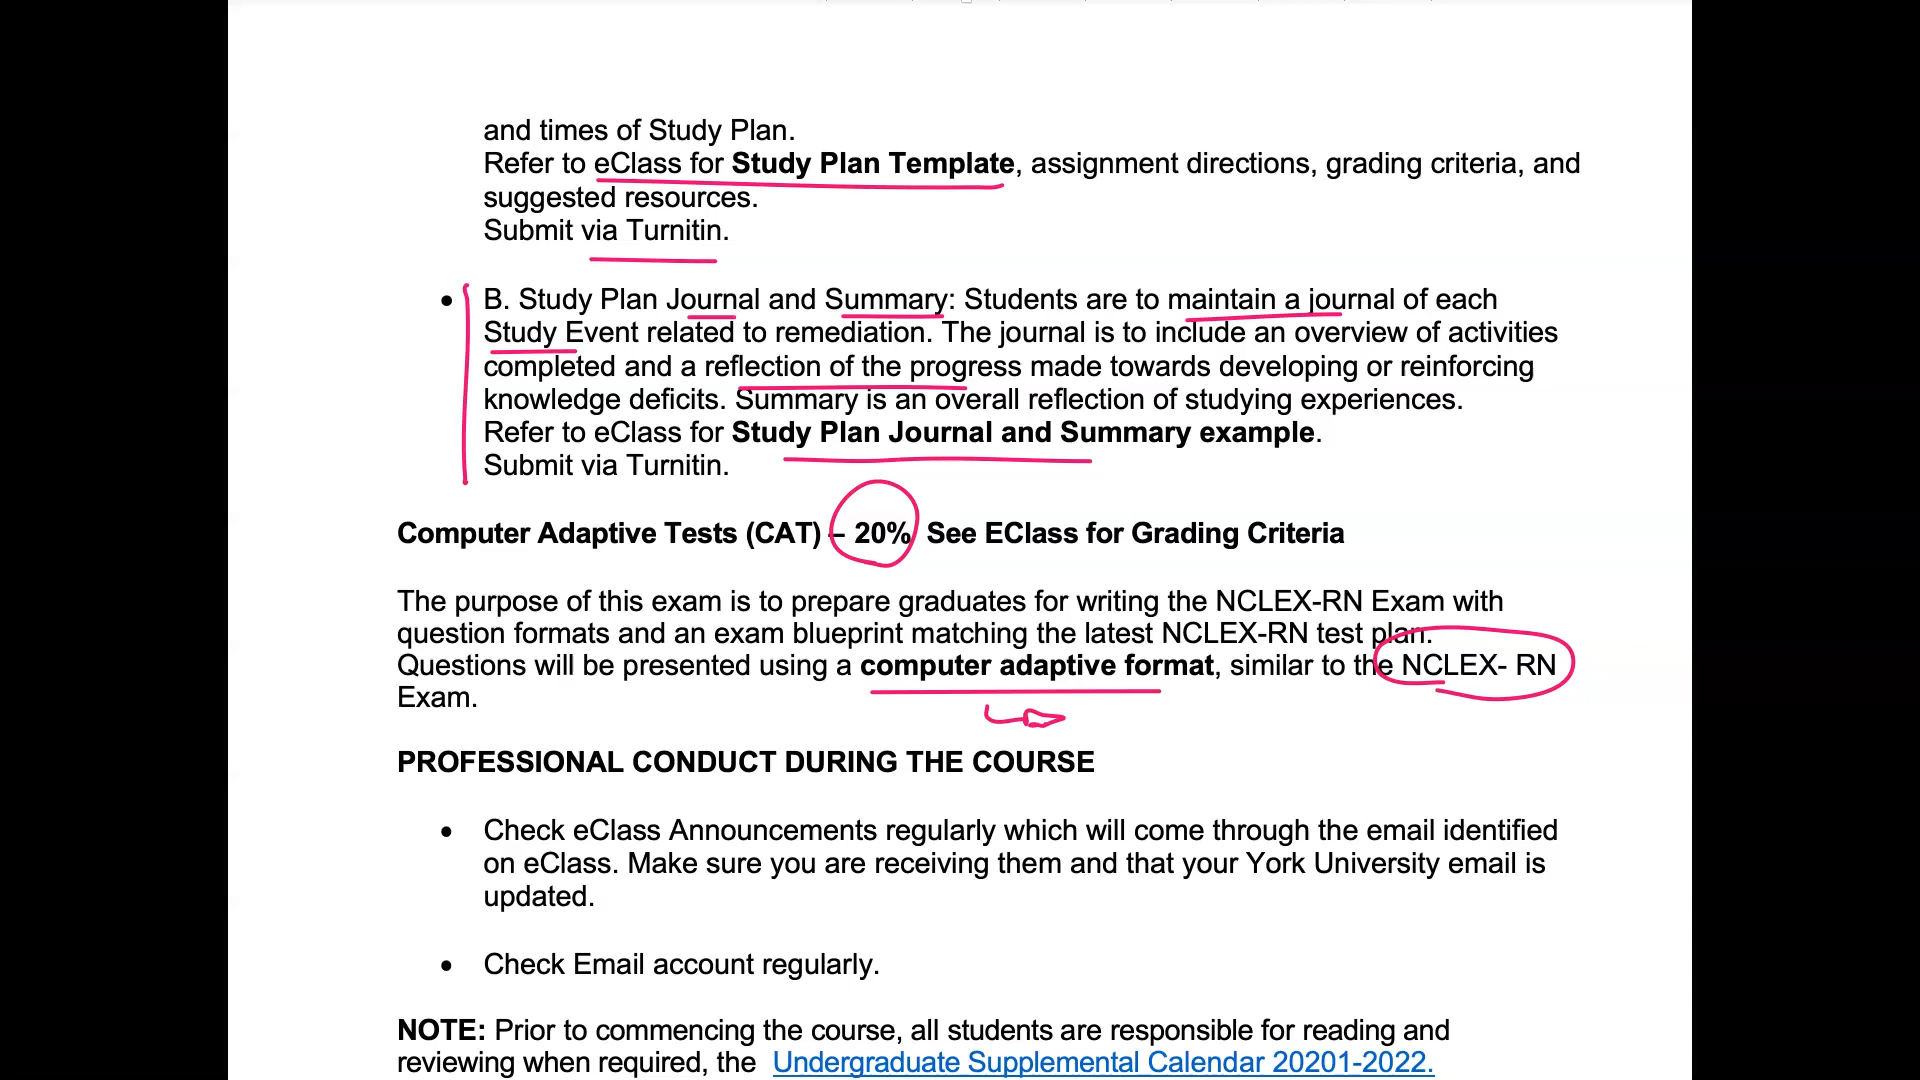 and times of Study Plan.
Refer to eClass for Study Plan Template, assignment directions, grading criteria, and
suggested resources.
Submit via Turnitin.
• B. Study Plan Journal and Summary: Students are to maintain a journal of each
Study Event related to remediation. The journal is to include an overview of activities
completed and a reflection of the progress made towards developing or reinforcing
knowledge deficits. Summary is an overall reflection of studying experiences.
Refer to eClass for Study Plan Journal and Summary example.
Submit via Turnitin.
Computer Adaptive Tests (CAT) – 20% See EClass for Grading Criteria
The purpose of this exam is to prepare graduates for writing the NCLEX-RN Exam with
question formats and an exam blueprint matching the latest NCLEX-RN test plan.
Questions will be presented using a computer adaptive format, similar to the NCLEX- RN
Exam.
PROFESSIONAL CONDUCT DURING THE COURSE
• Check eClass Announcements regularly which will come through the email identified
on eClass. Make sure you are receiving them and that your York University email is
updated.
• Check Email account regularly.
NOTE: Prior to commencing the course, all students are responsible for reading and
reviewing when required, the Undergraduate Supplemental Calendar 20201-2022.